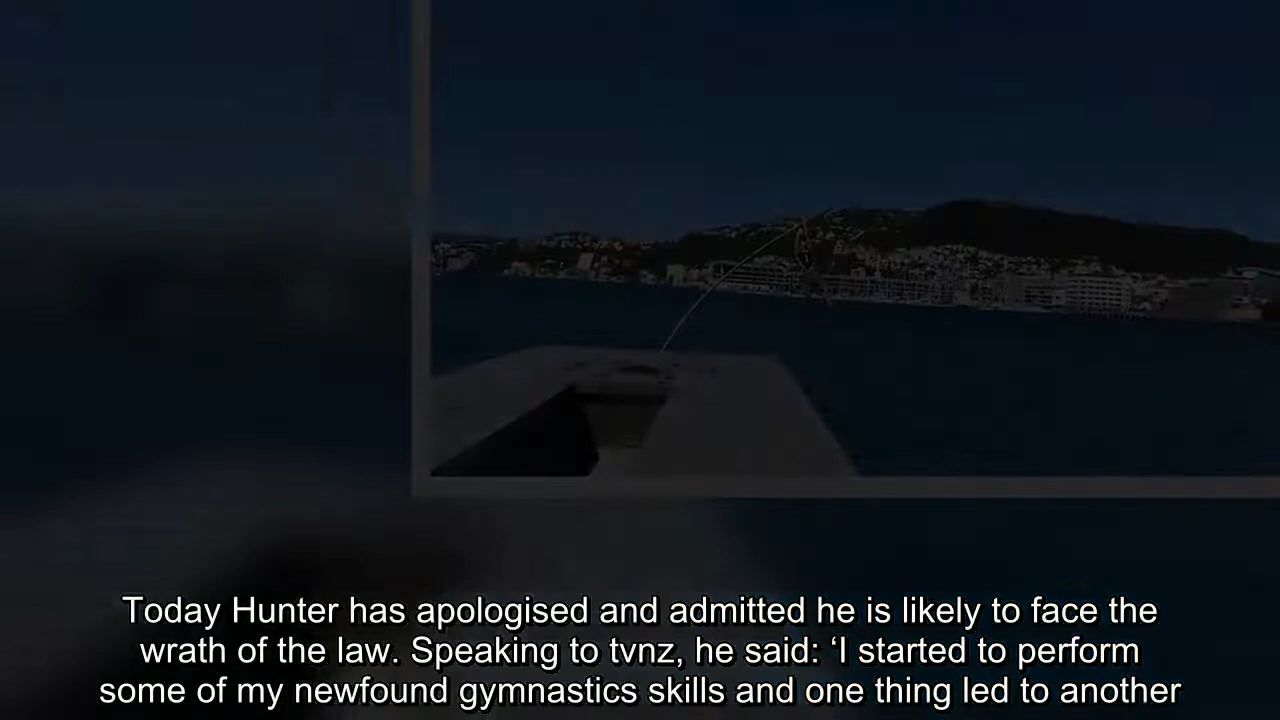 Today Hunter has apologised and admitted he is likely to face the
wrath of the law. Speaking to tvnz, he said: ‘I started to perform
some of my newfound gymnastics skills and one thing led to another